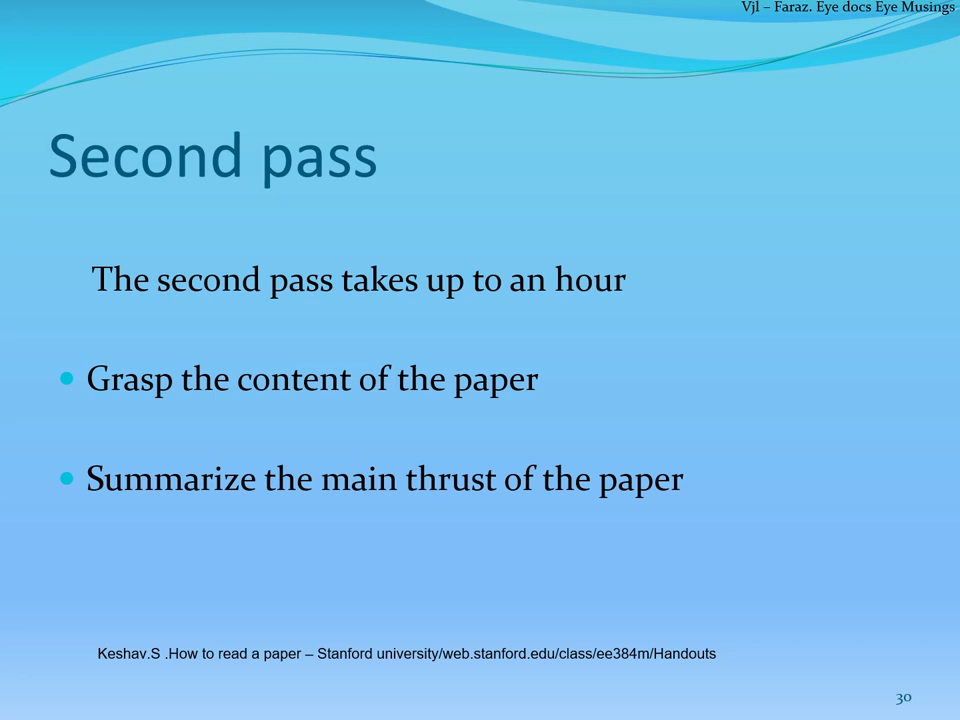 Vjl – Faraz. Eye docs Eye Musings
Second pass
The second pass takes up to an hour
• Grasp the content of the paper
• Summarize the main thrust of the paper
Keshav.S .How to read a paper – Stanford university/web.stanford.edu/class/ee384m/Handouts
30